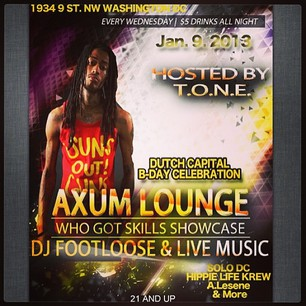 1934 9 ST. NW WASHINGTON DC
EVERY WEDNESDAY | $5 DRINKS ALL NIGHT
Jan. 9. 2013
HOSTED BY
T.O.N.E.
SUNS
OUT!
DUTCH CAPITAL
B-DAY CELEBRATION
AXUM LOUNGE
WHO GOT SKILLS SHOWCASE
DJ FOOTLOOSE & LIVE MUSIC
SOLO DC
HIPPIE LIFE KREW
A.Lesene
& More
21 AND UP